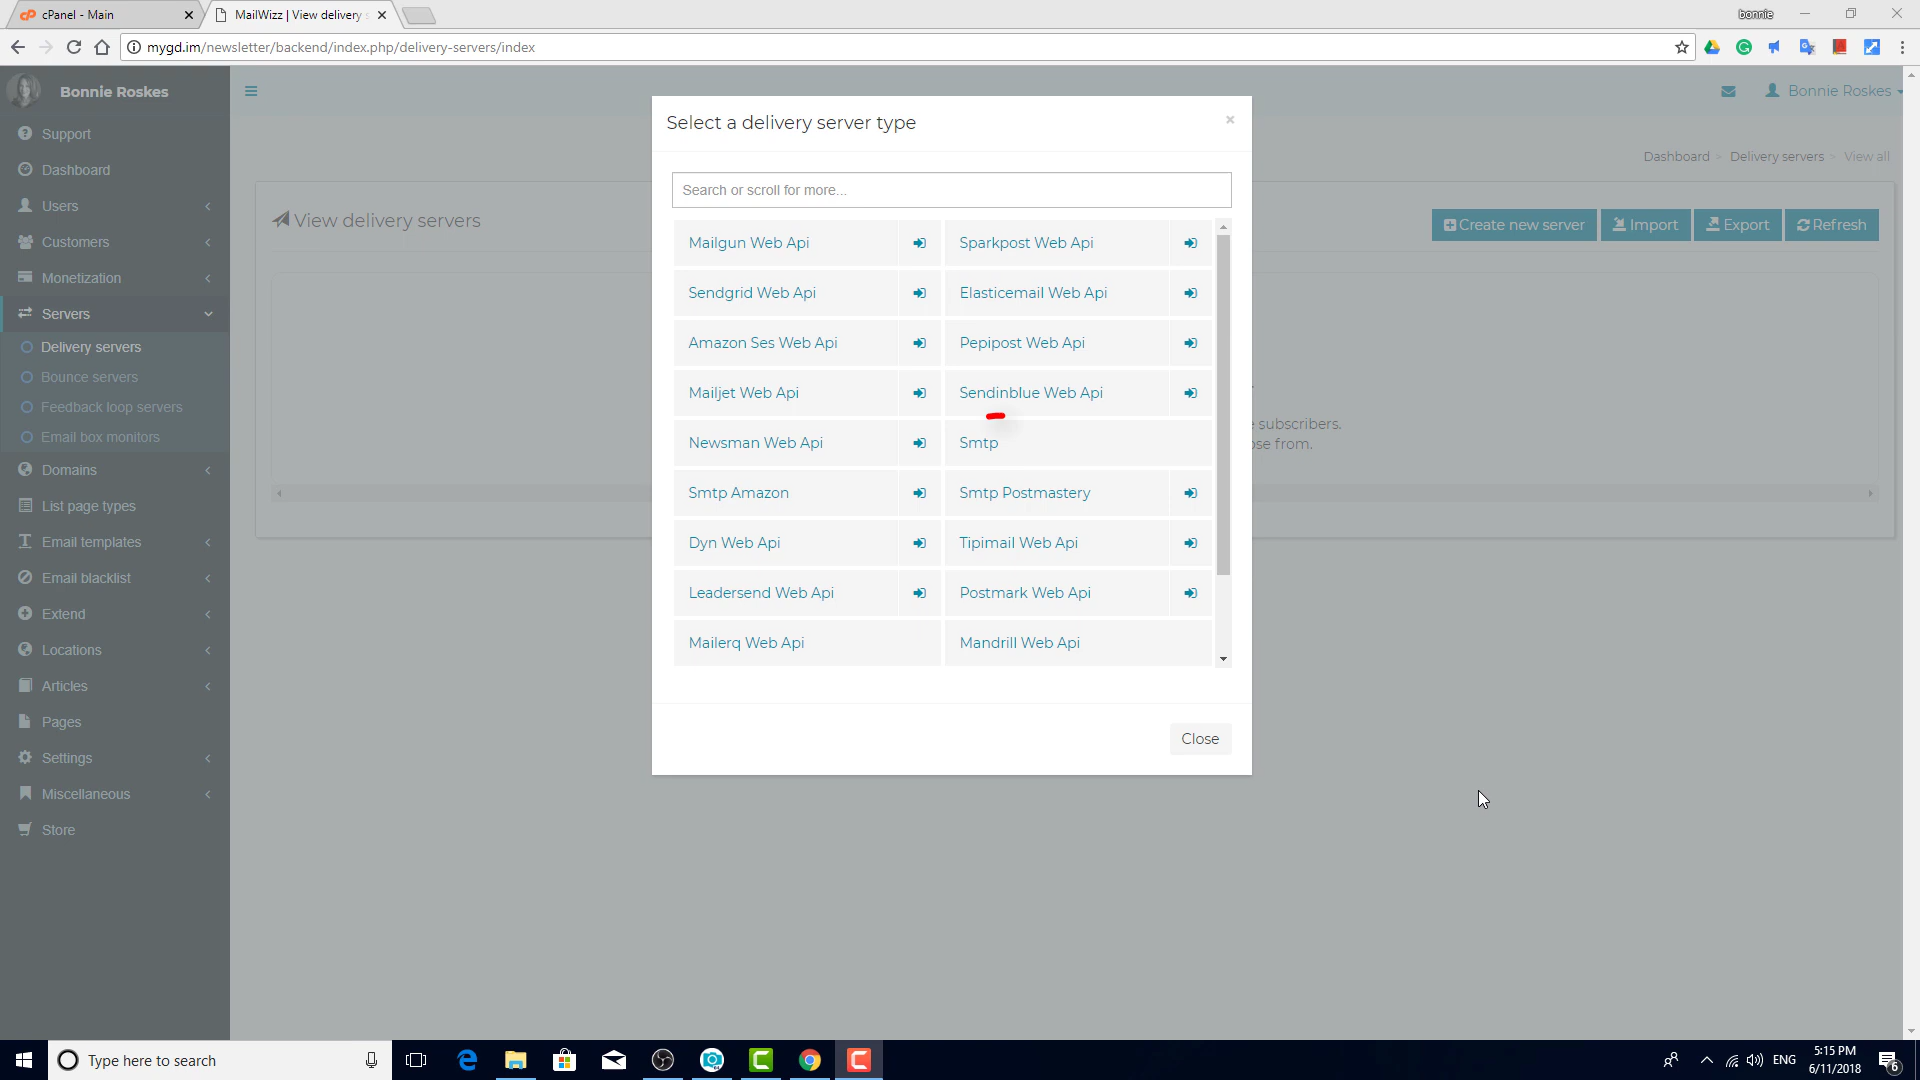 cPanel - Main
MailWizz | View delivery s
bonnie
mygd.im/newsletter/backend/index.php/delivery-servers/index
Bonnie Roskes
Bonnie Roskes
Support
Dashboard
Users
Customers
Monetization
Servers
Delivery servers
Bounce servers
Feedback loop servers
Email box monitors
Domains
List page types
Email templates
Email blacklist
Extend
Locations
Articles
Pages
Settings
Miscellaneous
Store
Dashboard > Delivery servers > View all
View delivery servers
Create new server
Import
Export
Refresh
subscribers.
from.
Select a delivery server type
×
Search or scroll for more...
Mailgun Web Api
Sparkpost Web Api
Sendgrid Web Api
Elasticemail Web Api
Amazon Ses Web Api
Pepipost Web Api
Mailjet Web Api
Sendinblue Web Api
Newsman Web Api
Smtp
Smtp Amazon
Smtp Postmastery
Dyn Web Api
Tipimail Web Api
Leadersend Web Api
Postmark Web Api
Mailerq Web Api
Mandrill Web Api
Close
Type here to search
ENG
5:15 PM
6/11/2018
6